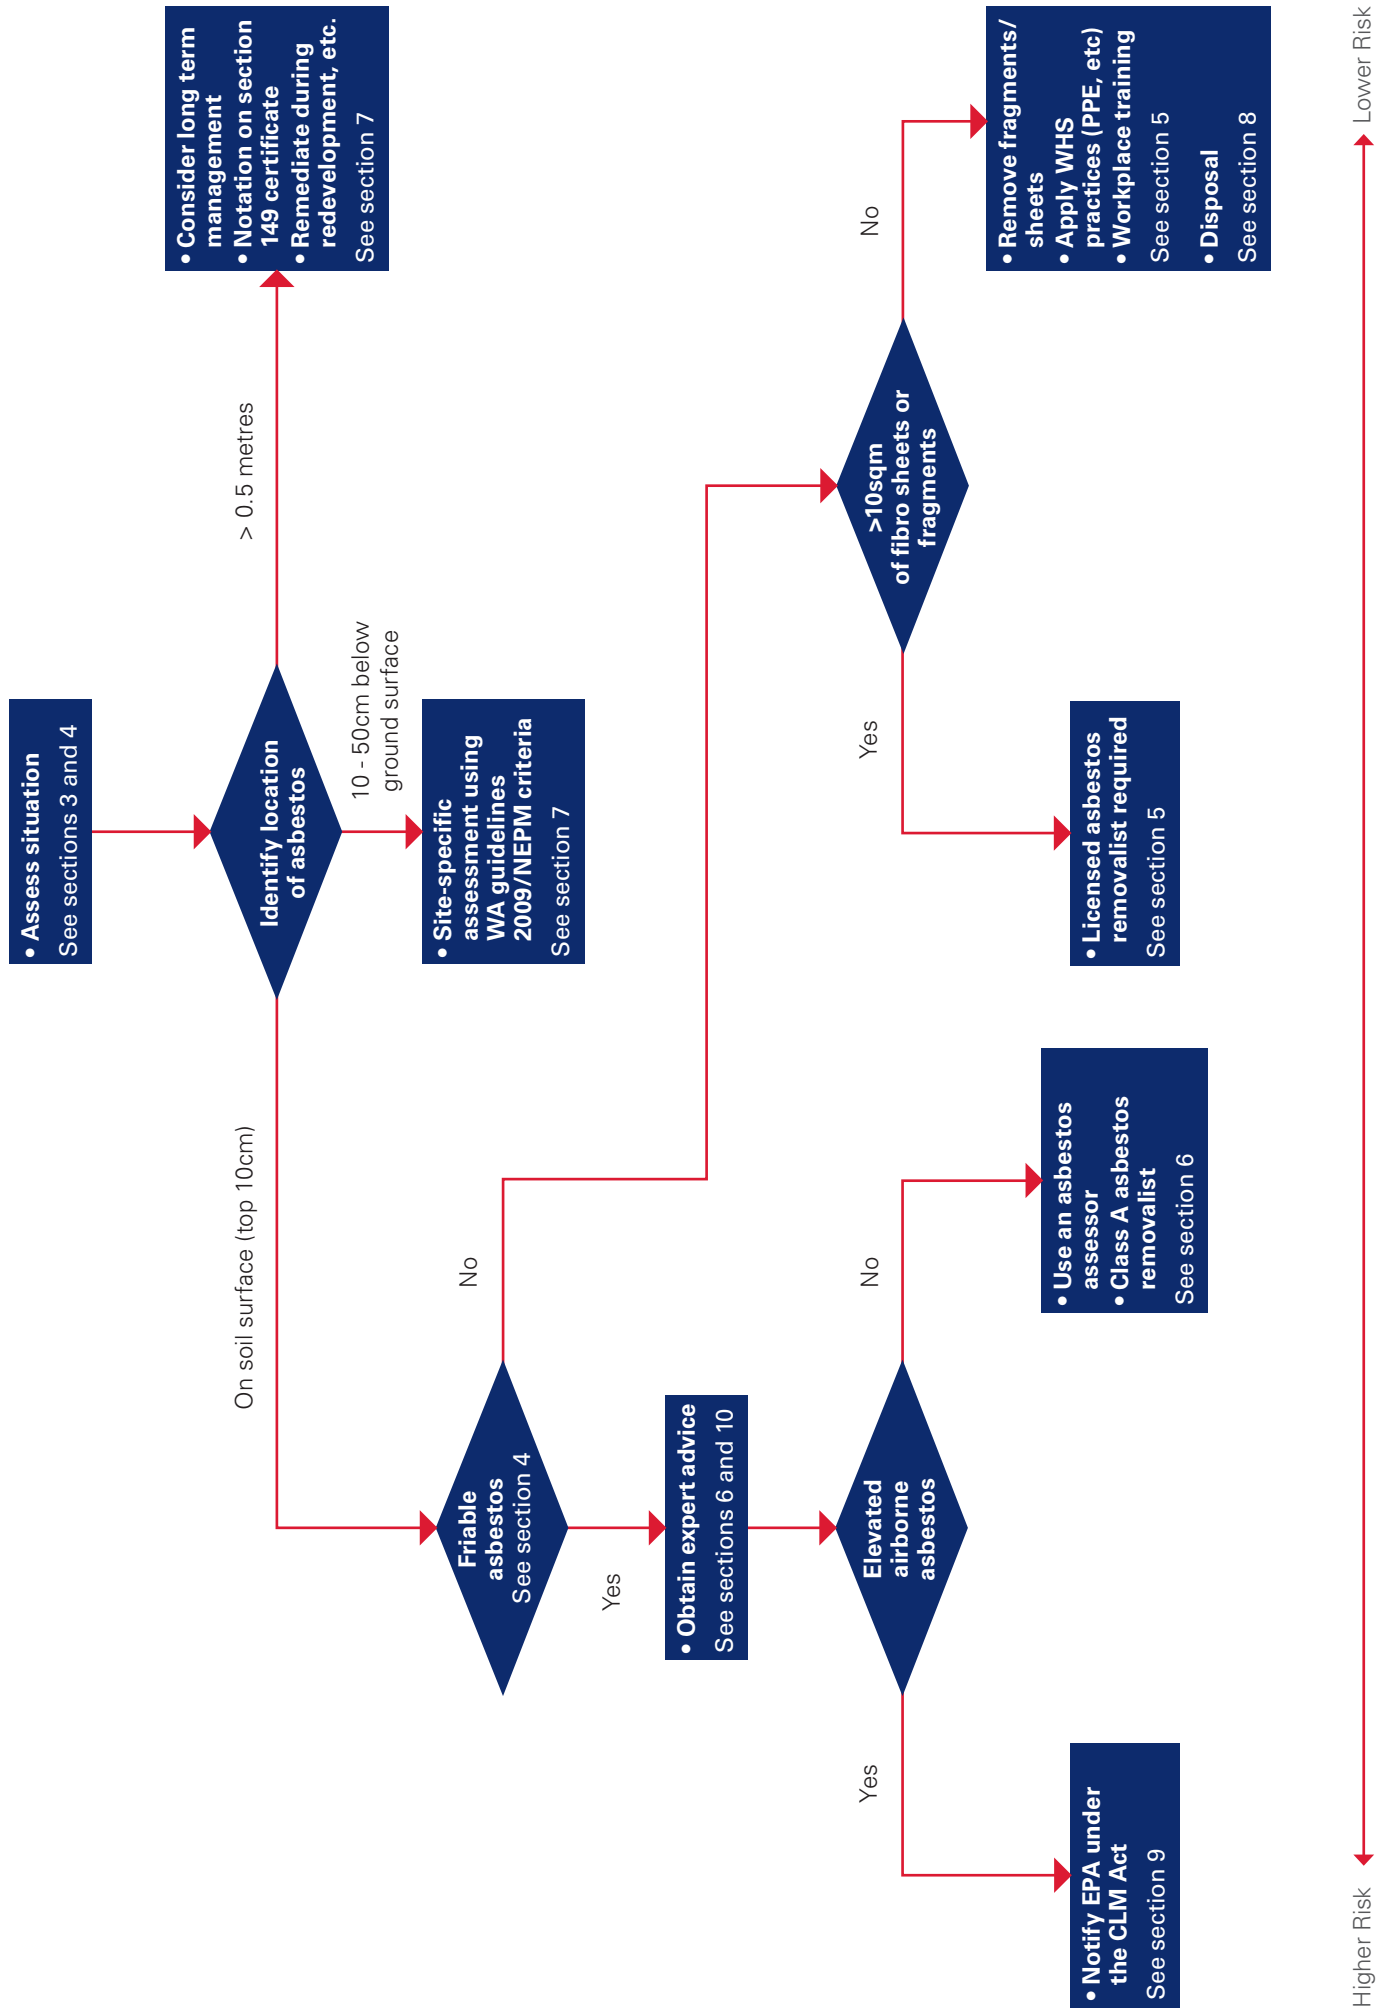 • Assess situation
See sections 3 and 4
Identify location
of asbestos
On soil surface (top 10cm)
10 - 50cm below
ground surface
> 0.5 metres
• Consider long term
management
• Notation on section
149 certificate
• Remediate during
redevelopment, etc.
See section 7
• Site-specific
assessment using
WA guidelines
2009/NEPM criteria
See section 7
Friable
asbestos
See section 4
No
Yes
• Obtain expert advice
See sections 6 and 10
Elevated
airborne
asbestos
Yes
No
>10sqm
of fibro sheets or
fragments
Yes
No
• Notify EPA under
the CLM Act
See section 9
• Use an asbestos
assessor
• Class A asbestos
removalist
See section 6
• Licensed asbestos
removalist required
See section 5
• Remove fragments/
sheets
• Apply WHS
practices (PPE, etc)
• Workplace training
See section 5
• Disposal
See section 8
Higher Risk
Lower Risk